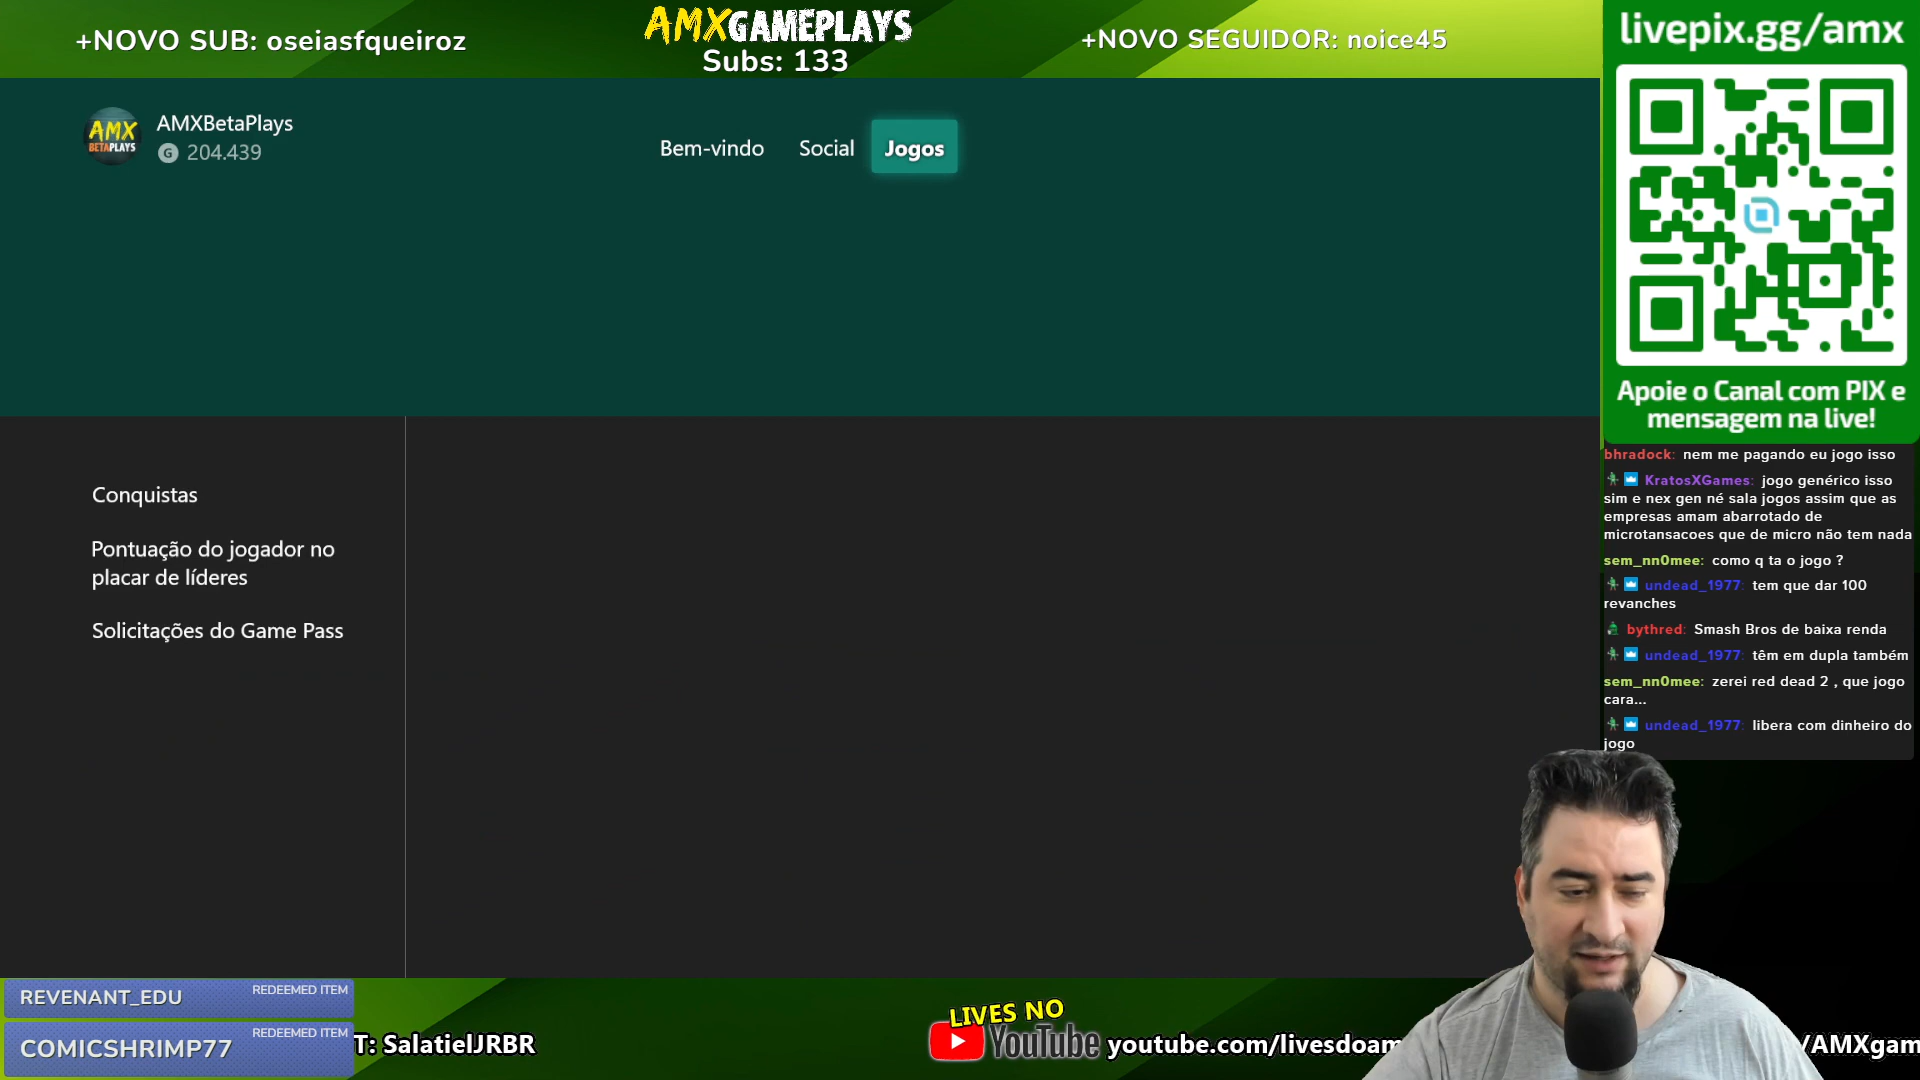 +NOVO SUB: oseiasfqueiroz
AMXGAMEPLAYS
Subs: 133
+NOVO SEGUIDOR: noice45
livepix.gg/amx
AMX
BETAPLAYS
AMXBetaPlays
G 204.439
Bem-vindo
Social
Jogos
Apoie o Canal com PIX e
mensagem na live!
bhradock: nem me pagando eu jogo isso
KratosXGames: jogo genérico isso
sim e nex gen né sala jogos assim que as
empresas amam abarrotado de
microtansacoes que de micro não tem nada
sem_nn0mee: como q ta o jogo ?
undead_1977: tem que dar 100
revanches
bythred: Smash Bros de baixa renda
undead_1977: têm em dupla também
sem_nn0mee: zerei red dead 2 , que jogo
cara...
undead_1977: libera com dinheiro do
jogo
Conquistas
Pontuação do jogador no
placar de líderes
Solicitações do Game Pass
REVENANT_EDU
REDEEMED ITEM
COMICSHRIMP77
REDEEMED ITEM
T: SalatielJRBR
LIVES NO
YouTube
youtube.com/livesdoam
/AMXgam